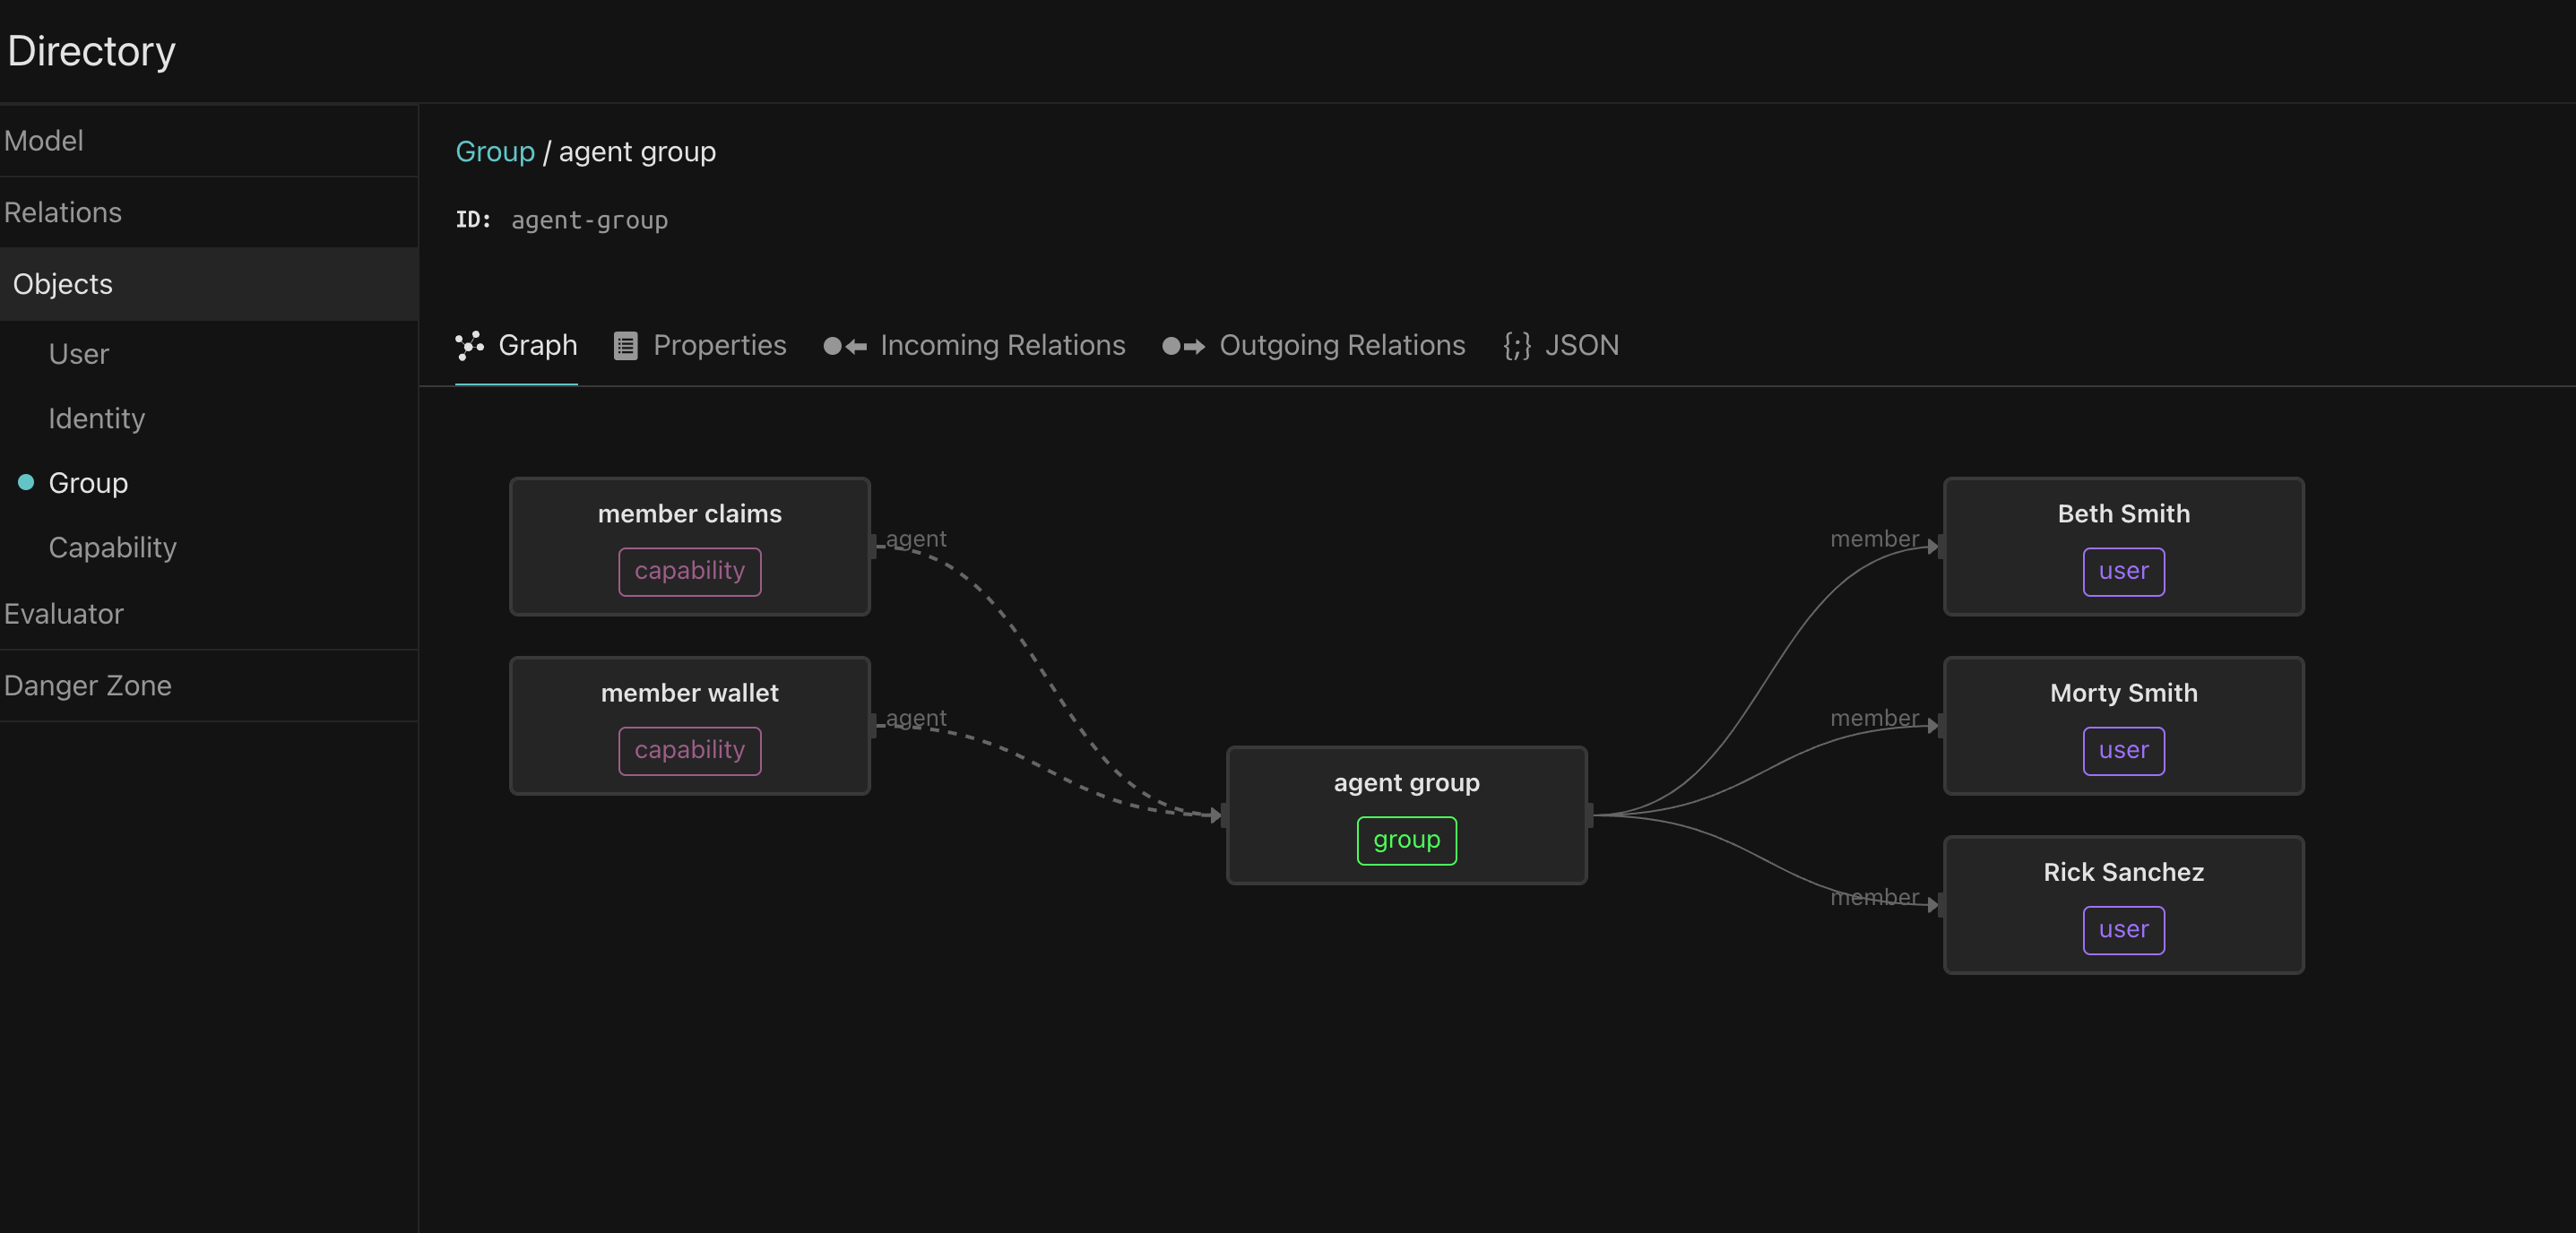 Directory
Model
Relations
Objects
User
Identity
Group
Capability
Evaluator
Danger Zone
Group / agent group
ID: agent-group
Graph Properties Incoming Relations Outgoing Relations {;} JSON
member claims
capability
agent
member wallet
capability
agent
agent group
group
member
Beth Smith
user
member
Morty Smith
user
member
Rick Sanchez
user